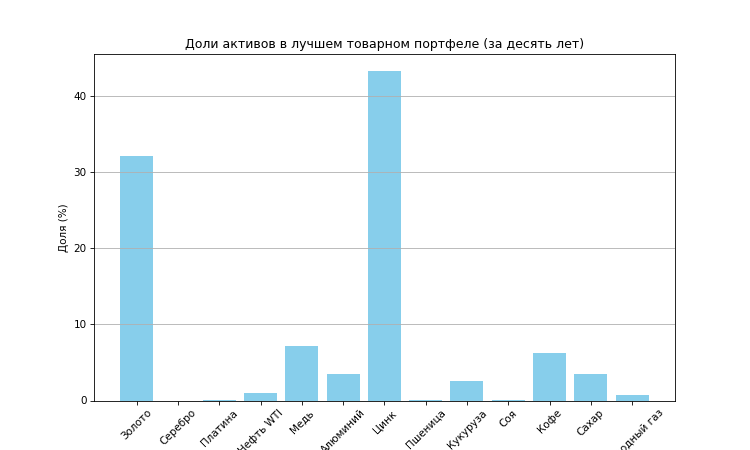 Доли активов в лучшем товарном портфеле (за десять лет)
Доля (%)
40
30
20
10
0
Золото
Серебро
Платина
Нефть WTI
Медь
Алюминий
Цинк
Пшеница
Кукуруза
Соя
Кофе
Сахар
одный газ